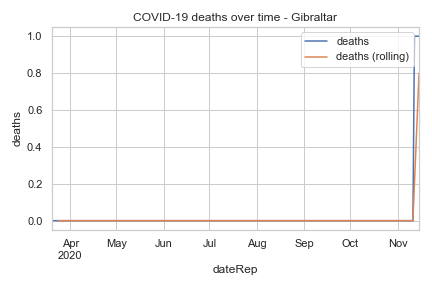 COVID-19 deaths over time - Gibraltar
deaths
deaths (rolling)
1.0
0.8
0.6
0.4
0.2
0.0
deaths
Apr May Jun Jul Aug Sep Oct Nov
2020
dateRep